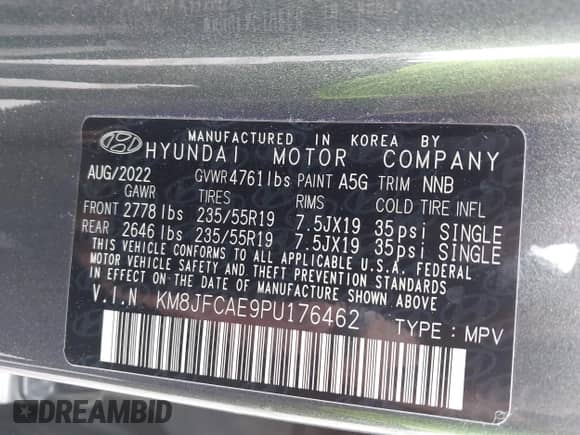 MANUFACTURED IN KOREA BY
HYUNDAI MOTOR COMPANY
AUG/2022 GVWR 4761lbs PAINT A5G TRIM NNB
GAWR TIRES RIMS COLD TIRE INFL
FRONT 2778 lbs 235/55R19 7.5JX19 35psi SINGLE
REAR 2646 lbs 235/55R19 7.5JX19 35psi SINGLE
THIS VEHICLE CONFORMS TO ALL APPLICABLE U.S.A. FEDERAL
MOTOR VEHICLE SAFETY, BUMPER, AND THEFT PREVENTION STANDARDS
IN EFFECT ON THE DATE OF MANUFACTURE SHOWN ABOVE.
V.I.N. KM8JFCAE9PU176462 TYPE : MPV
DREAMBID